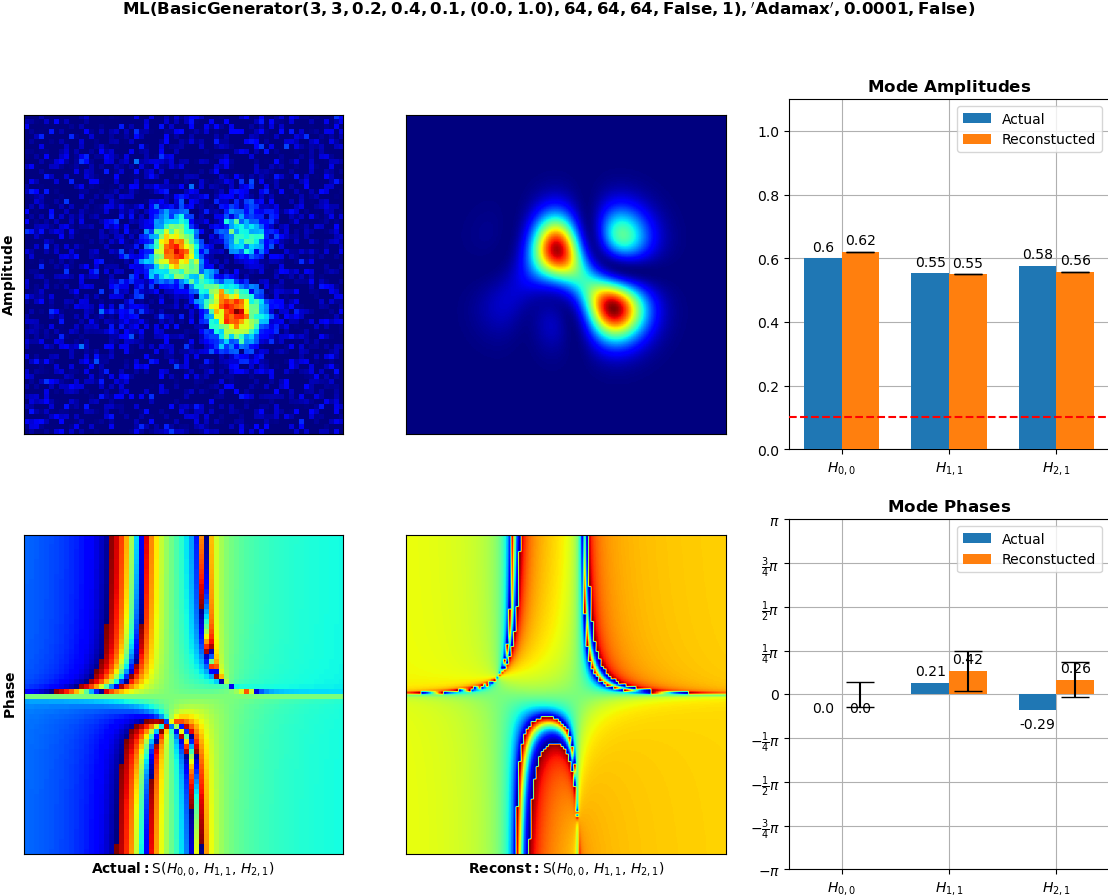 ML(BasicGenerator(3, 3, 0.2, 0.4, 0.1, (0.0, 1.0), 64, 64, 64, False, 1), ′Adamax′, 0.0001, False)
Amplitude
Mode Amplitudes
Actual
Reconstucted
1.0
0.8
0.6
0.4
0.2
0.0
0.6
0.62
0.55
0.55
0.58
0.56
H0,0
H1,1
H2,1
Phase
Actual: S(H0,0, H1,1, H2,1)
Reconst: S(H0,0, H1,1, H2,1)
Mode Phases
Actual
Reconstucted
π
3/4π
1/2π
1/4π
0
−1/4π
−1/2π
−3/4π
−π
0.0
-0.0
0.21
0.42
-0.29
0.26
H0,0
H1,1
H2,1